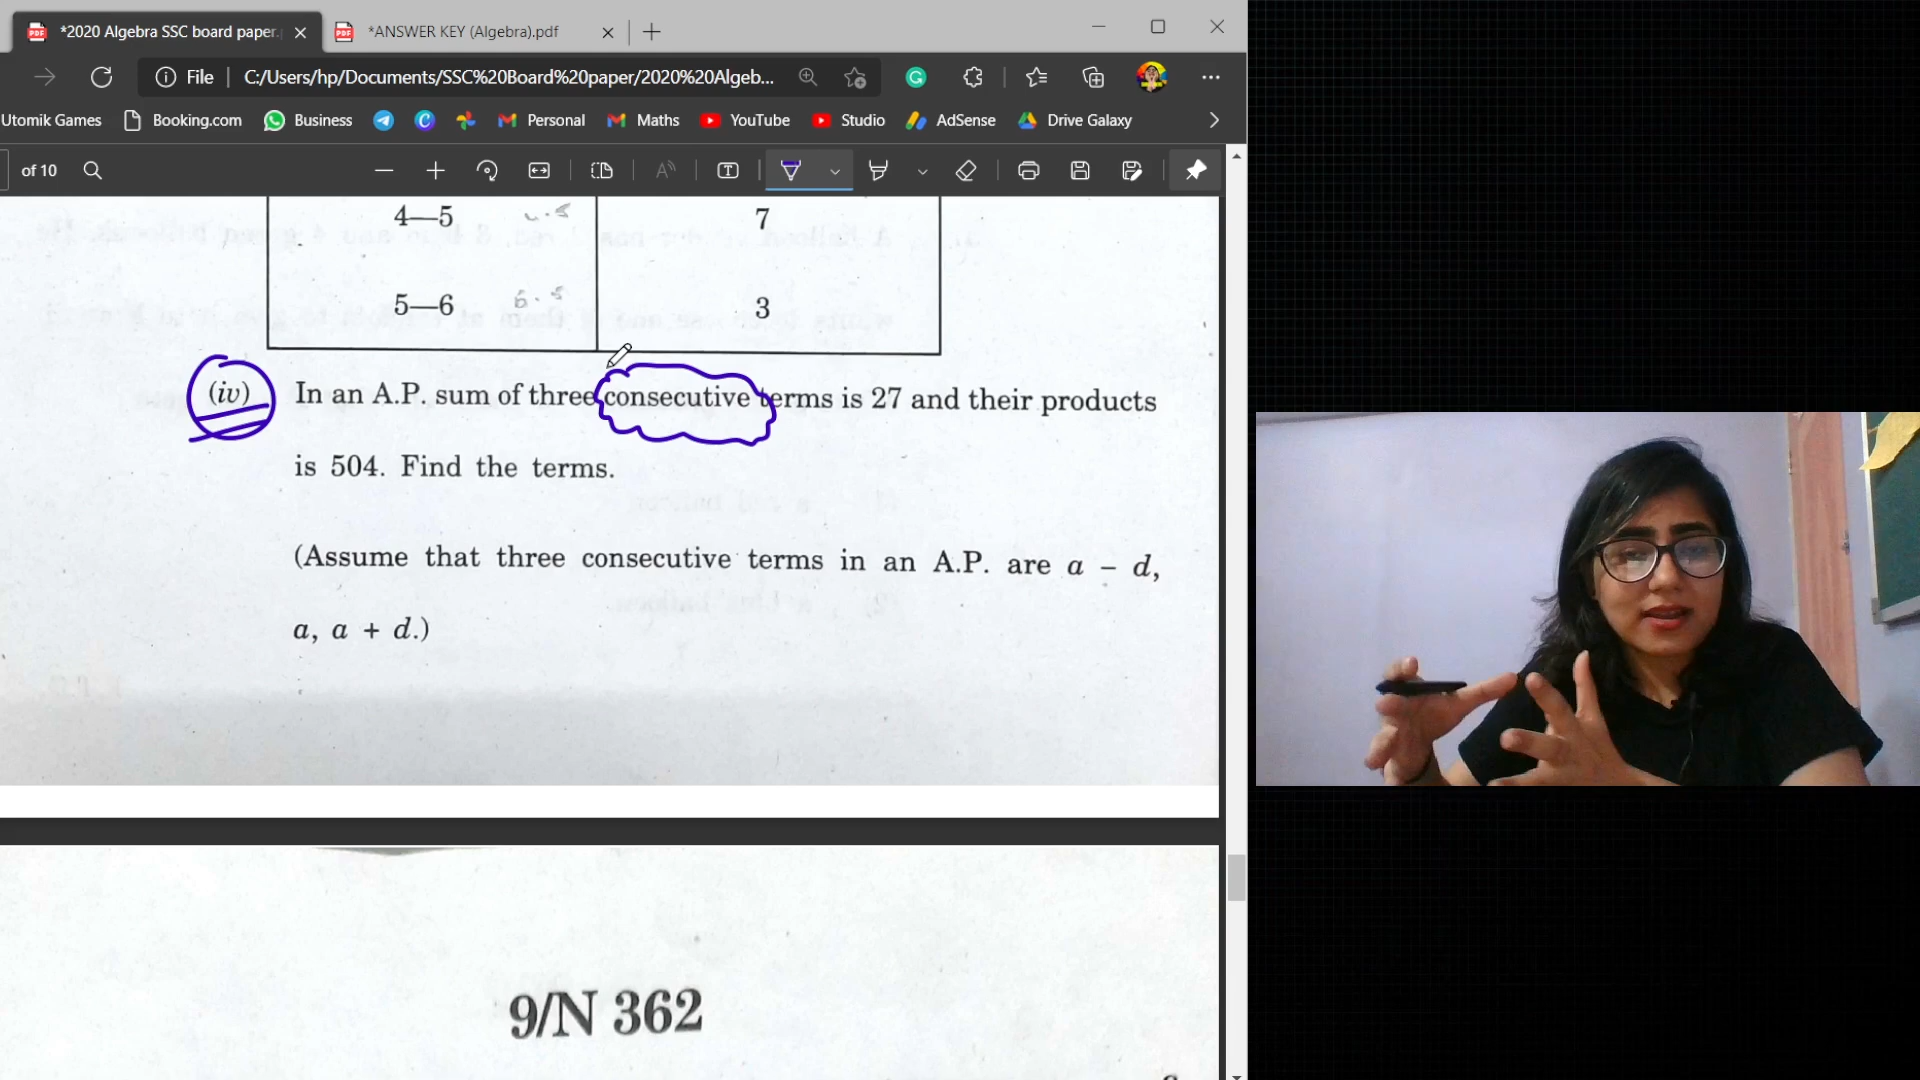 *2020 Algebra SSC board paper.
*ANSWER KEY (Algebra).pdf
File
C:/Users/hp/Documents/SSC%20Board%20paper/2020%20Algeb...
Utomik Games
Booking.com
Business
Personal
Maths
YouTube
Studio
AdSense
Drive Galaxy
of 10
4—5
7
5—6
6.5
3
(iv) In an A.P. sum of three consecutive terms is 27 and their products
is 504. Find the terms.
(Assume that three consecutive terms in an A.P. are a – d,
a, a + d.)
9/N 362